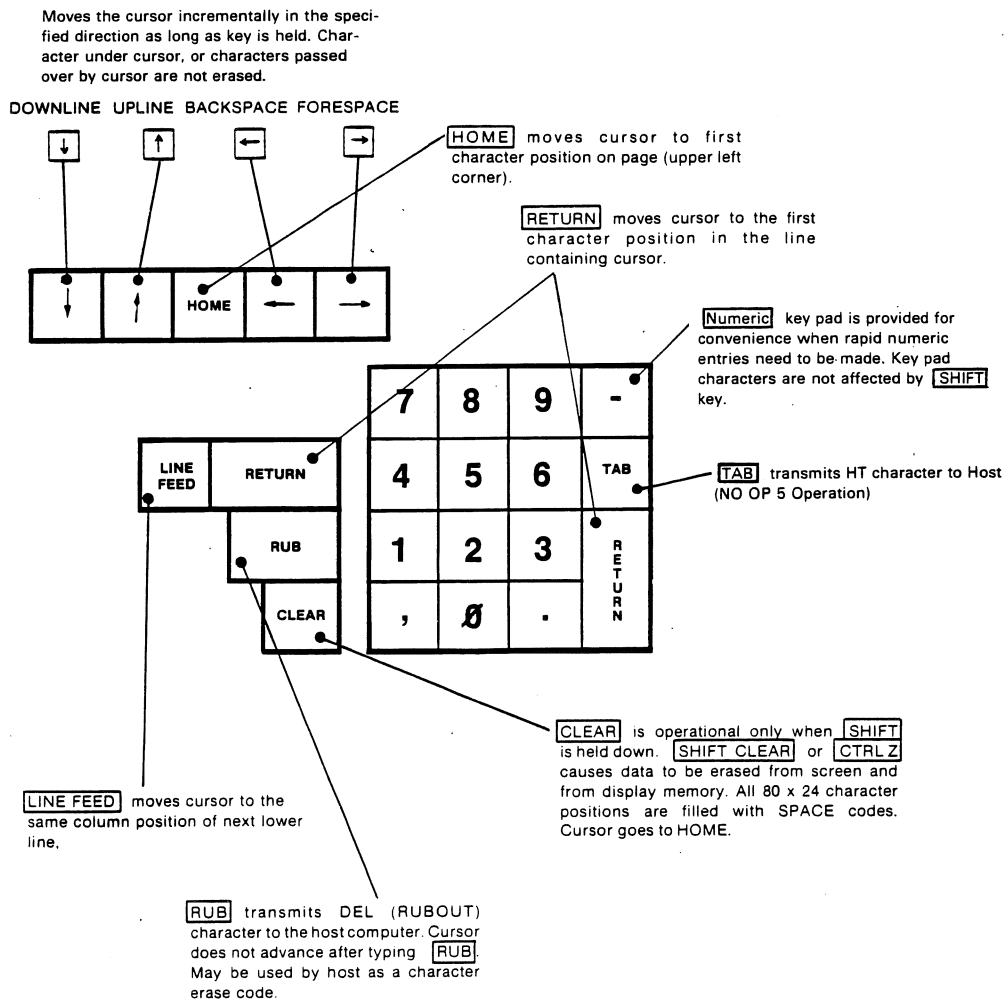 Moves the cursor incrementally in the speci-
fied direction as long as key is held. Char-
acter under cursor, or characters passed
over by cursor are not erased.
DOWNLINE UPLINE BACKSPACE FORESPACE
↓ ↑ ← →
HOME moves cursor to first
character position on page (upper left
corner).
RETURN moves cursor to the first
character position in the line
containing cursor.
↓ ↑ HOME ← →
Numeric key pad is provided for
convenience when rapid numeric
entries need to be made. Key pad
characters are not affected by SHIFT
key.
7 8 9 -
4 5 6 TAB
1 2 3 RETURN
, Ø .
LINE
FEED
RETURN
RUB
CLEAR
TAB transmits HT character to Host
(NO OP 5 Operation)
CLEAR is operational only when SHIFT
is held down. SHIFT CLEAR or CTRL Z
causes data to be erased from screen and
from display memory. All 80 x 24 character
positions are filled with SPACE codes.
Cursor goes to HOME.
LINE FEED moves cursor to the
same column position of next lower
line,
RUB transmits DEL (RUBOUT)
character to the host computer. Cursor
does not advance after typing RUB.
May be used by host as a character
erase code.